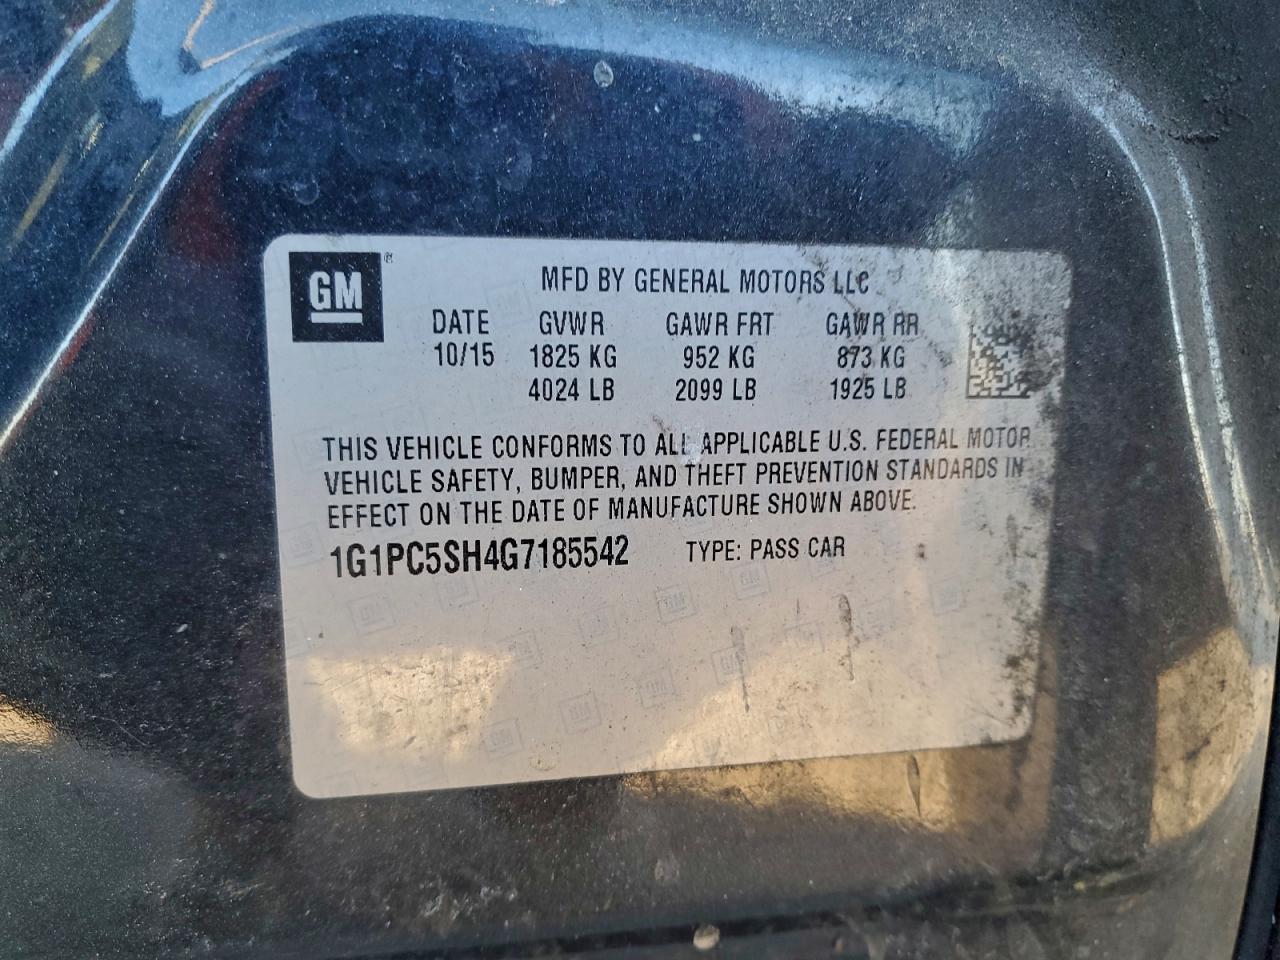 GM ®
MFD BY GENERAL MOTORS LLC
DATE GVWR GAWR FRT GAWR RR
10/15 1825 KG 952 KG 873 KG
4024 LB 2099 LB 1925 LB
THIS VEHICLE CONFORMS TO ALL APPLICABLE U.S. FEDERAL MOTOR
VEHICLE SAFETY, BUMPER, AND THEFT PREVENTION STANDARDS IN
EFFECT ON THE DATE OF MANUFACTURE SHOWN ABOVE.
1G1PC5SH4G7185542 TYPE: PASS CAR